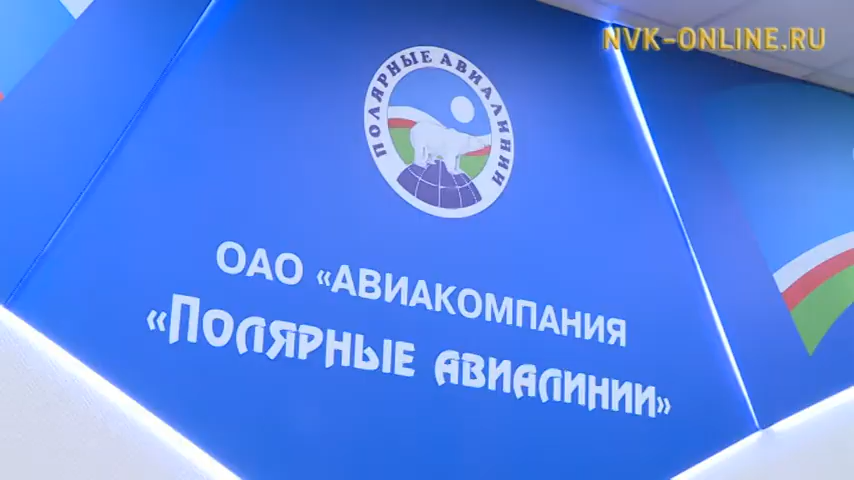 NVK-ONLINE.RU
ПОЛЯРНЫЕ АВИАЛИНИИ
ОАО «АВИАКОМПАНИЯ
«ПОЛЯРНЫЕ АВИАЛИНИИ»